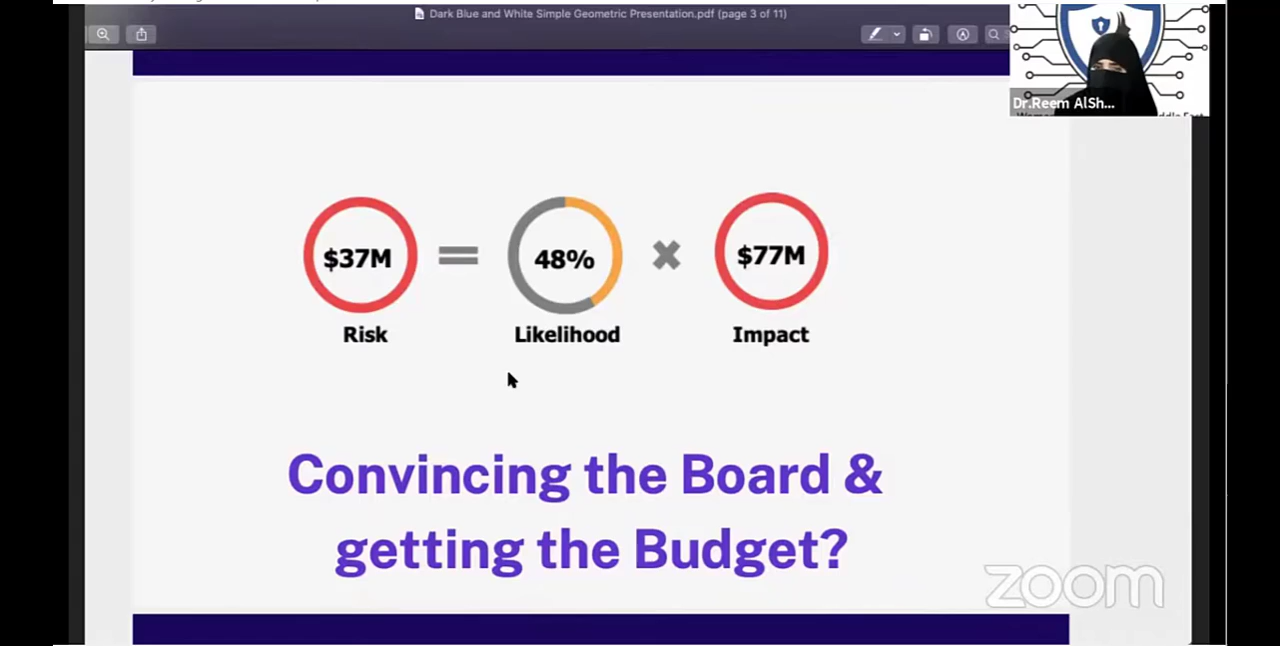 Dark Blue and White Simple Geometric Presentation.pdf (page 3 of 11)
Dr.Reem AlSh...
$37M = 48% × $77M
Risk Likelihood Impact
Convincing the Board &
getting the Budget?
zoom